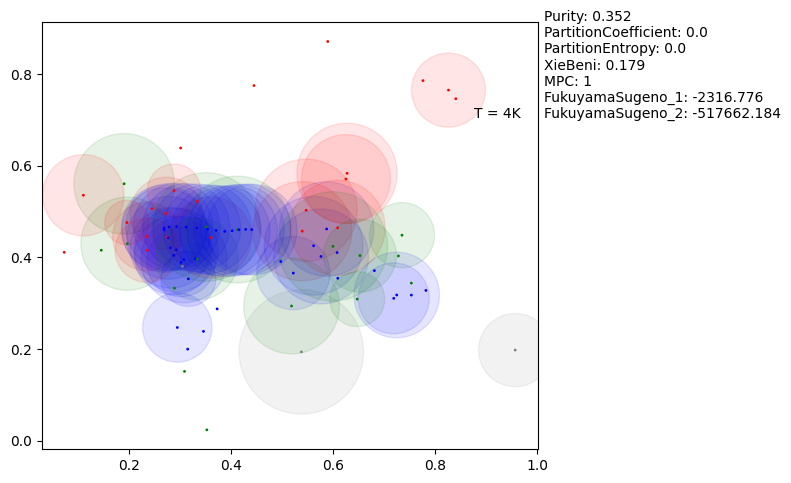 Purity: 0.352
PartitionCoefficient: 0.0
PartitionEntropy: 0.0
XieBeni: 0.179
MPC: 1
FukuyamaSugeno_1: -2316.776
FukuyamaSugeno_2: -517662.184
T = 4K
0.8
0.6
0.4
0.2
0.0
0.2 0.4 0.6 0.8 1.0